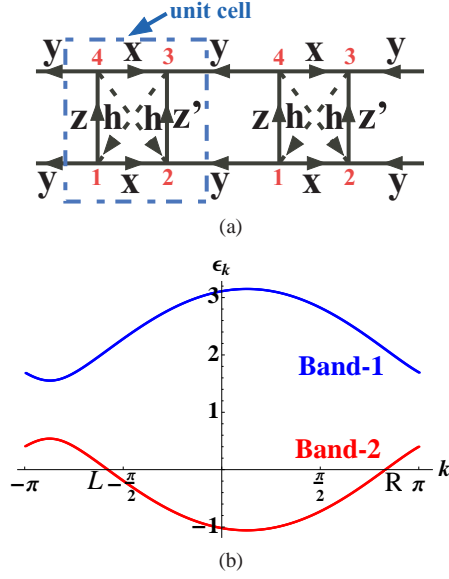 unit cell
y 4 x 3 y 4 x 3 y
z h h z' z h h z'
y 1 x 2 y 1 x 2 y
(a)
ϵk
3
2
Band-1
1
Band-2
−π L −π/2 π/2 R π k
−1
(b)